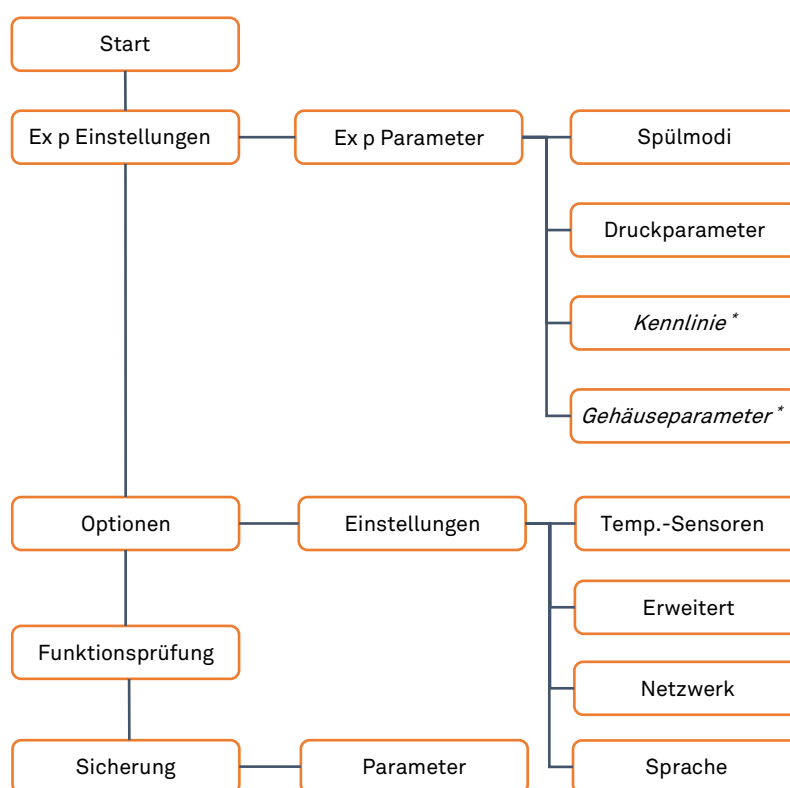 Start
Ex p Einstellungen
Ex p Parameter
Spülmodi
Druckparameter
Kennlinie *
Gehäuseparameter *
Optionen
Einstellungen
Temp.-Sensoren
Erweitert
Funktionsprüfung
Netzwerk
Sicherung
Parameter
Sprache